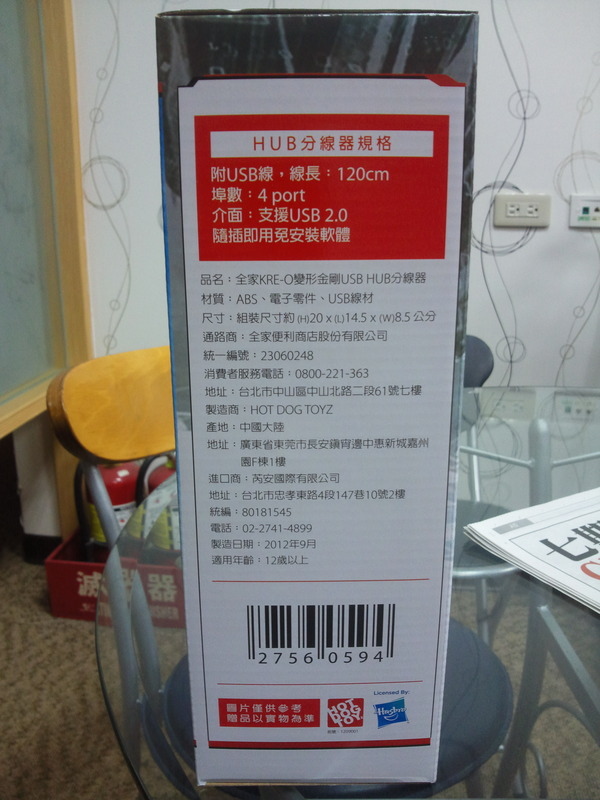 HUB分線器規格
附USB線，線長：120cm
埠數：4 port
介面：支援USB 2.0
隨插即用免安裝軟體
品名：全家KRE-O變形金剛USB HUB分線器
材質：ABS、電子零件、USB線材
尺寸：組裝尺寸約(H)20 x (L)14.5 x (W)8.5 公分
通路商：全家便利商店股份有限公司
統一編號：23060248
消費者服務電話：0800-221-363
地址：台北市中山區中山北路二段61號七樓
製造商：HOT DOG TOYZ
產地：中國大陸
地址：廣東省東莞市長安鎮宵邊中惠新城嘉州
園F棟1樓
進口商：芮安國際有限公司
地址：台北市忠孝東路4段147巷10號2樓
統編：80181545
電話：02-2741-4899
製造日期：2012年9月
適用年齡：12歲以上
2756 0594
圖片僅供參考
贈品以實物為準
HOT DOG
Licensed By:
Hasbro
滅 器